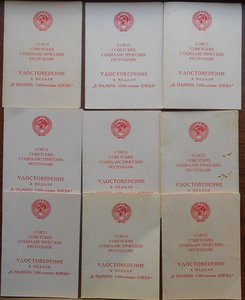 СОЮЗ
СОВЕТСКИХ
СОЦИАЛИСТИЧЕСКИХ
РЕСПУБЛИК
УДОСТОВЕРЕНИЕ
К МЕДАЛИ
„В ПАМЯТЬ 1500-летия КИЕВА"
СОЮЗ
СОВЕТСКИХ
СОЦИАЛИСТИЧЕСКИХ
РЕСПУБЛИК
УДОСТОВЕРЕНИЕ
К МЕДАЛИ
„В ПАМЯТЬ 1500-летия КИЕВА"
СОЮЗ
СОВЕТСКИХ
СОЦИАЛИСТИЧЕСКИХ
РЕСПУБЛИК
УДОСТОВЕРЕНИЕ
К МЕДАЛИ
„В ПАМЯТЬ 1500-летия КИЕВА"
СОЮЗ
СОВЕТСКИХ
СОЦИАЛИСТИЧЕСКИХ
РЕСПУБЛИК
УДОСТОВЕРЕНИЕ
К МЕДАЛИ
„В ПАМЯТЬ 1500-летия КИЕВА"
СОЮЗ
СОВЕТСКИХ
СОЦИАЛИСТИЧЕСКИХ
РЕСПУБЛИК
УДОСТОВЕРЕНИЕ
К МЕДАЛИ
„В ПАМЯТЬ 1500-летия КИЕВА"
СОЮЗ
СОВЕТСКИХ
СОЦИАЛИСТИЧЕСКИХ
РЕСПУБЛИК
УДОСТОВЕРЕНИЕ
К МЕДАЛИ
„В ПАМЯТЬ 1500-летия КИЕВА"
СОЮЗ
СОВЕТСКИХ
СОЦИАЛИСТИЧЕСКИХ
РЕСПУБЛИК
УДОСТОВЕРЕНИЕ
К МЕДАЛИ
„В ПАМЯТЬ 1500-летия КИЕВА"
СОЮЗ
СОВЕТСКИХ
СОЦИАЛИСТИЧЕСКИХ
РЕСПУБЛИК
УДОСТОВЕРЕНИЕ
К МЕДАЛИ
„В ПАМЯТЬ 1500-летия КИЕВА"
СОЮЗ
СОВЕТСКИХ
СОЦИАЛИСТИЧЕСКИХ
РЕСПУБЛИК
УДОСТОВЕРЕНИЕ
К МЕДАЛИ
„В ПАМЯТЬ 1500-летия КИЕВА"